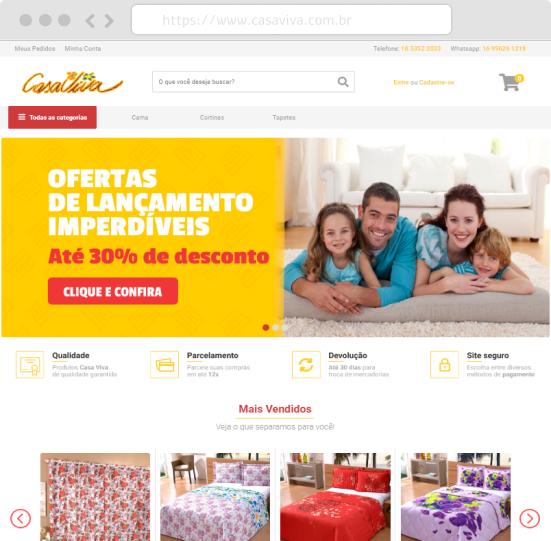 https://www.casaviva.com.br
Meus Pedidos Minha Conta Telefone: 16 3352 2333 Whatsapp: 16 99626 1218
Casa Viva
O que você deseja buscar?
Entre ou Cadastre-se
0
Todas as categorias Cama Cortinas Tapetes
OFERTAS
DE LANÇAMENTO
IMPERDÍVEIS
Até 30% de desconto
CLIQUE E CONFIRA
Qualidade
Produtos Casa Viva
de qualidade garantida
Parcelamento
Parcele suas compras
em até 12x
Devolução
Até 30 dias para
troca de mercadorias
Site seguro
Escolha entre diversos
métodos de pagamento
Mais Vendidos
Veja o que separamos para você!